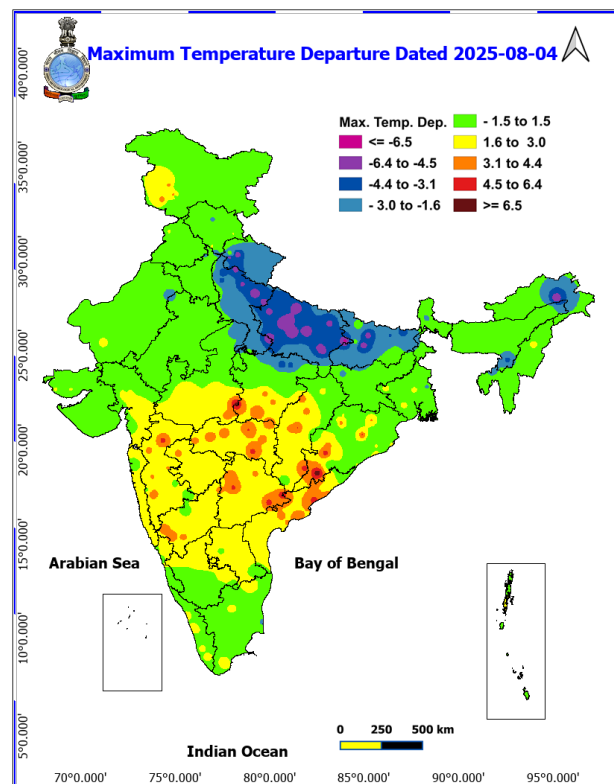 Maximum Temperature Departure Dated 2025-08-04
Max. Temp. Dep.
<= -6.5
-6.4 to -4.5
-4.4 to -3.1
- 3.0 to -1.6
- 1.5 to 1.5
1.6 to 3.0
3.1 to 4.4
4.5 to 6.4
>= 6.5
40°0.000'
35°0.000'
30°0.000'
25°0.000'
20°0.000'
15°0.000'
10°0.000'
5°0.000'
Arabian Sea
Bay of Bengal
Indian Ocean
0 250 500 km
70°0.000' 75°0.000' 80°0.000' 85°0.000' 90°0.000' 95°0.000'